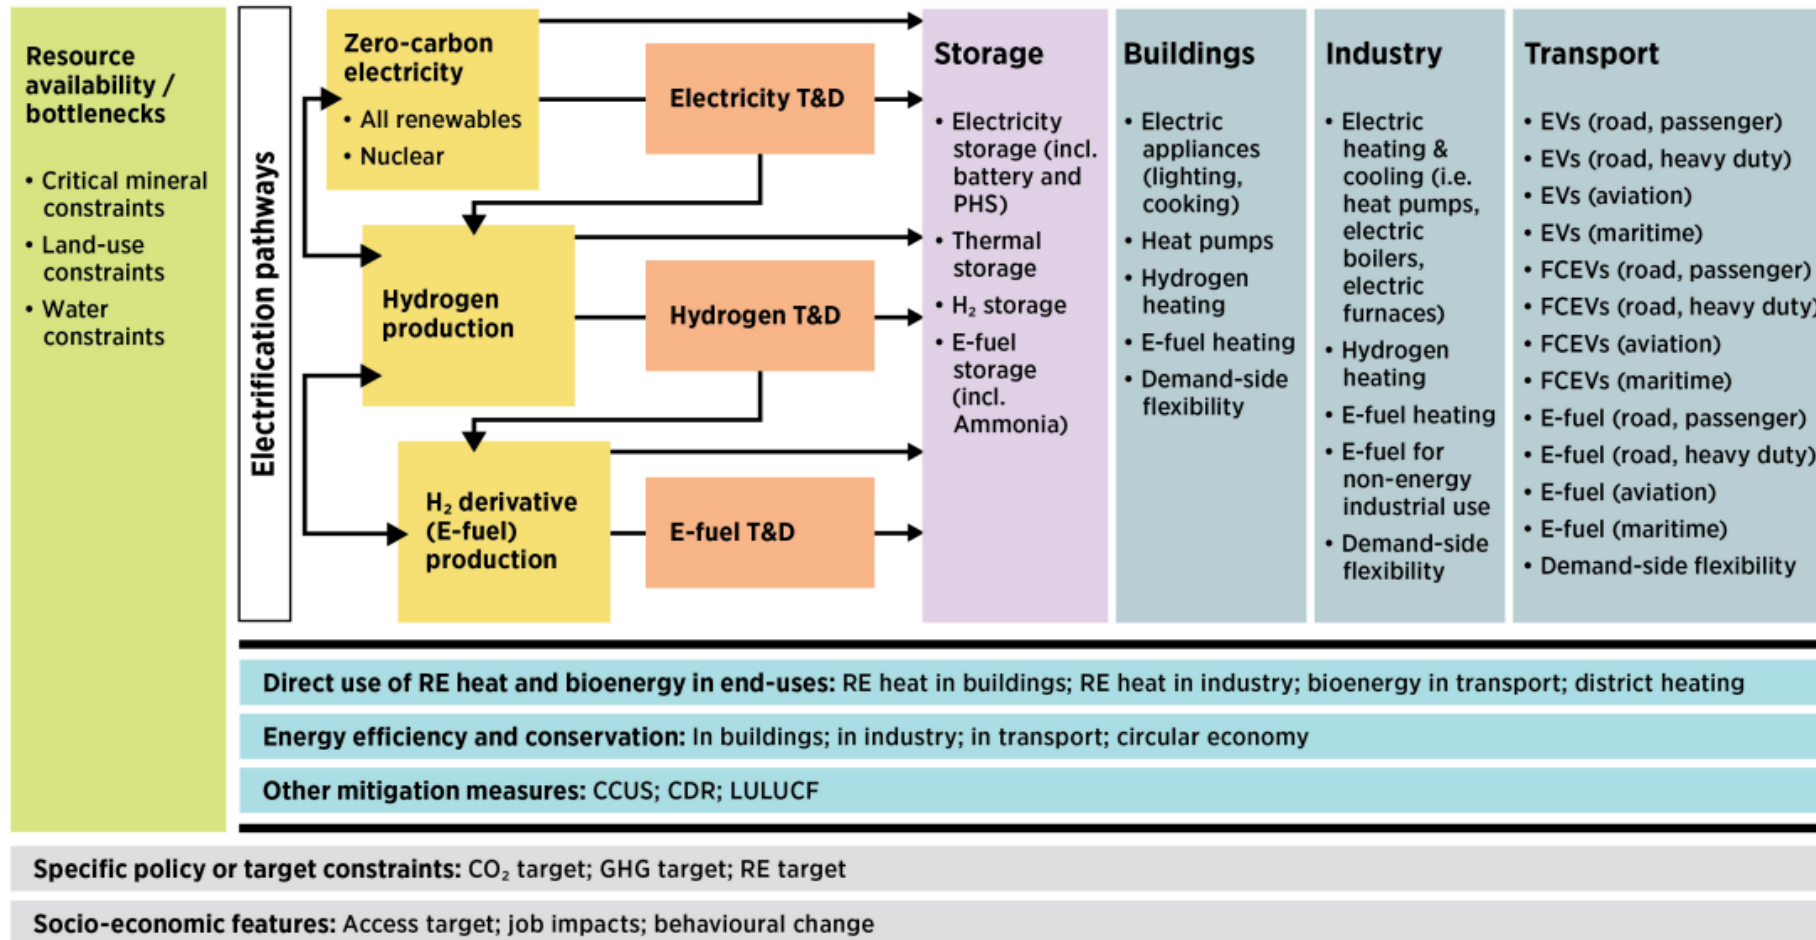 Resource
availability /
bottlenecks
• Critical mineral
constraints
• Land-use
constraints
• Water
constraints
Electrification pathways
Zero-carbon
electricity
• All renewables
• Nuclear
Electricity T&D
Hydrogen
production
Hydrogen T&D
H₂ derivative
(E-fuel)
production
E-fuel T&D
Storage
• Electricity
storage (incl.
battery and
PHS)
• Thermal
storage
• H₂ storage
• E-fuel
storage
(incl.
Ammonia)
Buildings
• Electric
appliances
(lighting,
cooking)
• Heat pumps
• Hydrogen
heating
• E-fuel heating
• Demand-side
flexibility
Industry
• Electric
heating &
cooling (i.e.
heat pumps,
electric
boilers,
electric
furnaces)
• Hydrogen
heating
• E-fuel heating
• E-fuel for
non-energy
industrial use
• Demand-side
flexibility
Transport
• EVs (road, passenger)
• EVs (road, heavy duty)
• EVs (aviation)
• EVs (maritime)
• FCEVs (road, passenger)
• FCEVs (road, heavy duty)
• FCEVs (aviation)
• FCEVs (maritime)
• E-fuel (road, passenger)
• E-fuel (road, heavy duty)
• E-fuel (aviation)
• E-fuel (maritime)
• Demand-side flexibility
Direct use of RE heat and bioenergy in end-uses: RE heat in buildings; RE heat in industry; bioenergy in transport; district heating
Energy efficiency and conservation: In buildings; in industry; in transport; circular economy
Other mitigation measures: CCUS; CDR; LULUCF
Specific policy or target constraints: CO₂ target; GHG target; RE target
Socio-economic features: Access target; job impacts; behavioural change